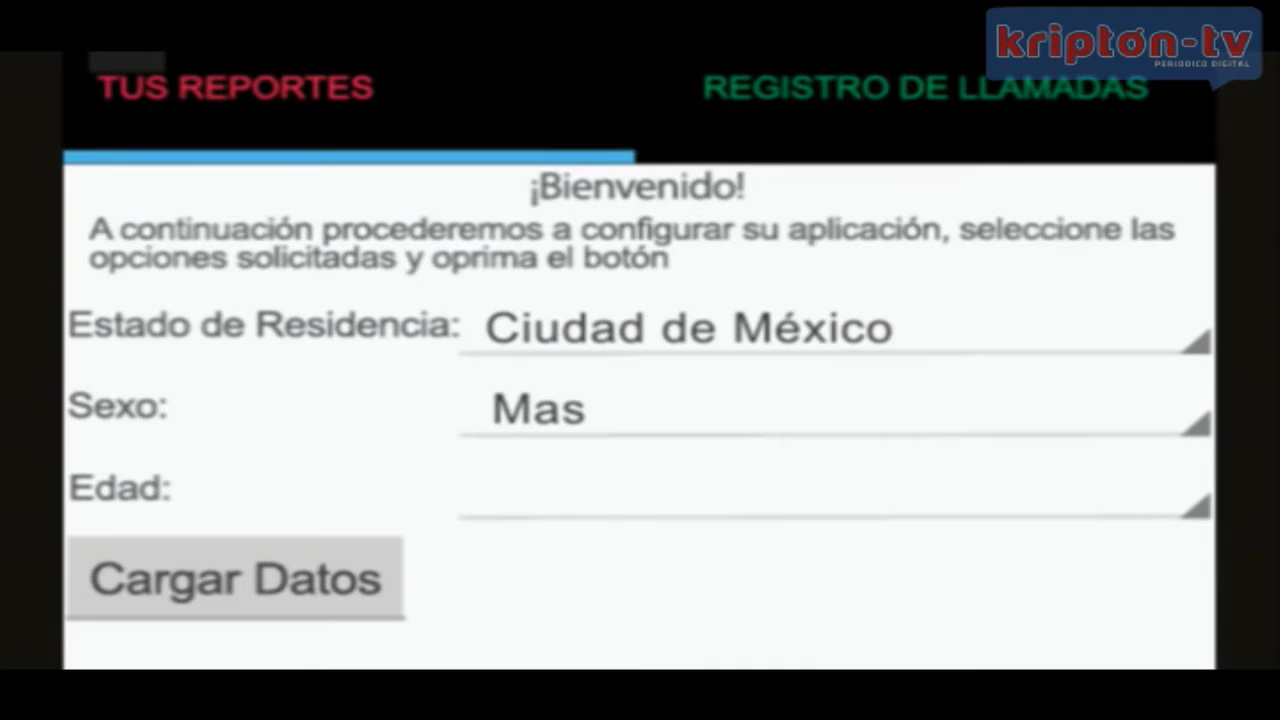 kriptón-tv
PERIODICO DIGITAL
TUS REPORTES
REGISTRO DE LLAMADAS
¡Bienvenido!
A continuación procederemos a configurar su aplicación, seleccione las
opciones solicitadas y oprima el botón
Estado de Residencia: Ciudad de México
Sexo: Mas
Edad:
Cargar Datos